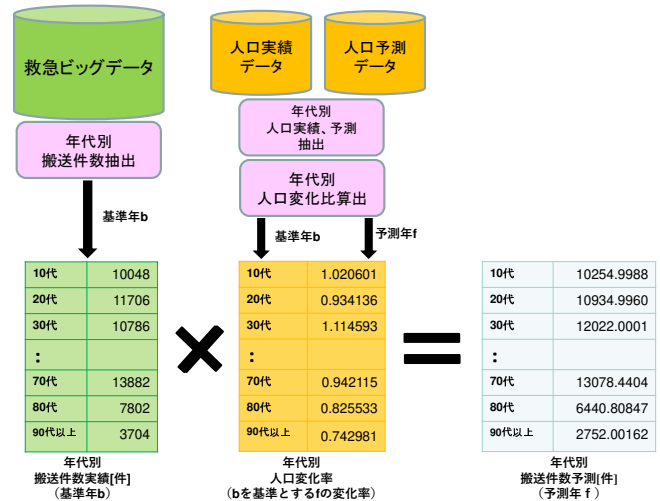 救急ビッグデータ
人口実績
データ
人口予測
データ
年代別
搬送件数抽出
年代別
人口実績、予測
抽出
年代別
人口変化比算出
基準年b
基準年b
予測年f
10代 10048
20代 11706
30代 10786
:
70代 13882
80代 7802
90代以上 3704
年代別
搬送件数実績[件]
(基準年b)
×
10代 1.020601
20代 0.934136
30代 1.114593
:
70代 0.942115
80代 0.825533
90代以上 0.742981
年代別
人口変化率
(bを基準とするfの変化率)
=
10代 10254.9988
20代 10934.9960
30代 12022.0001
:
70代 13078.4404
80代 6440.80847
90代以上 2752.00162
年代別
搬送件数予測[件]
(予測年 f )